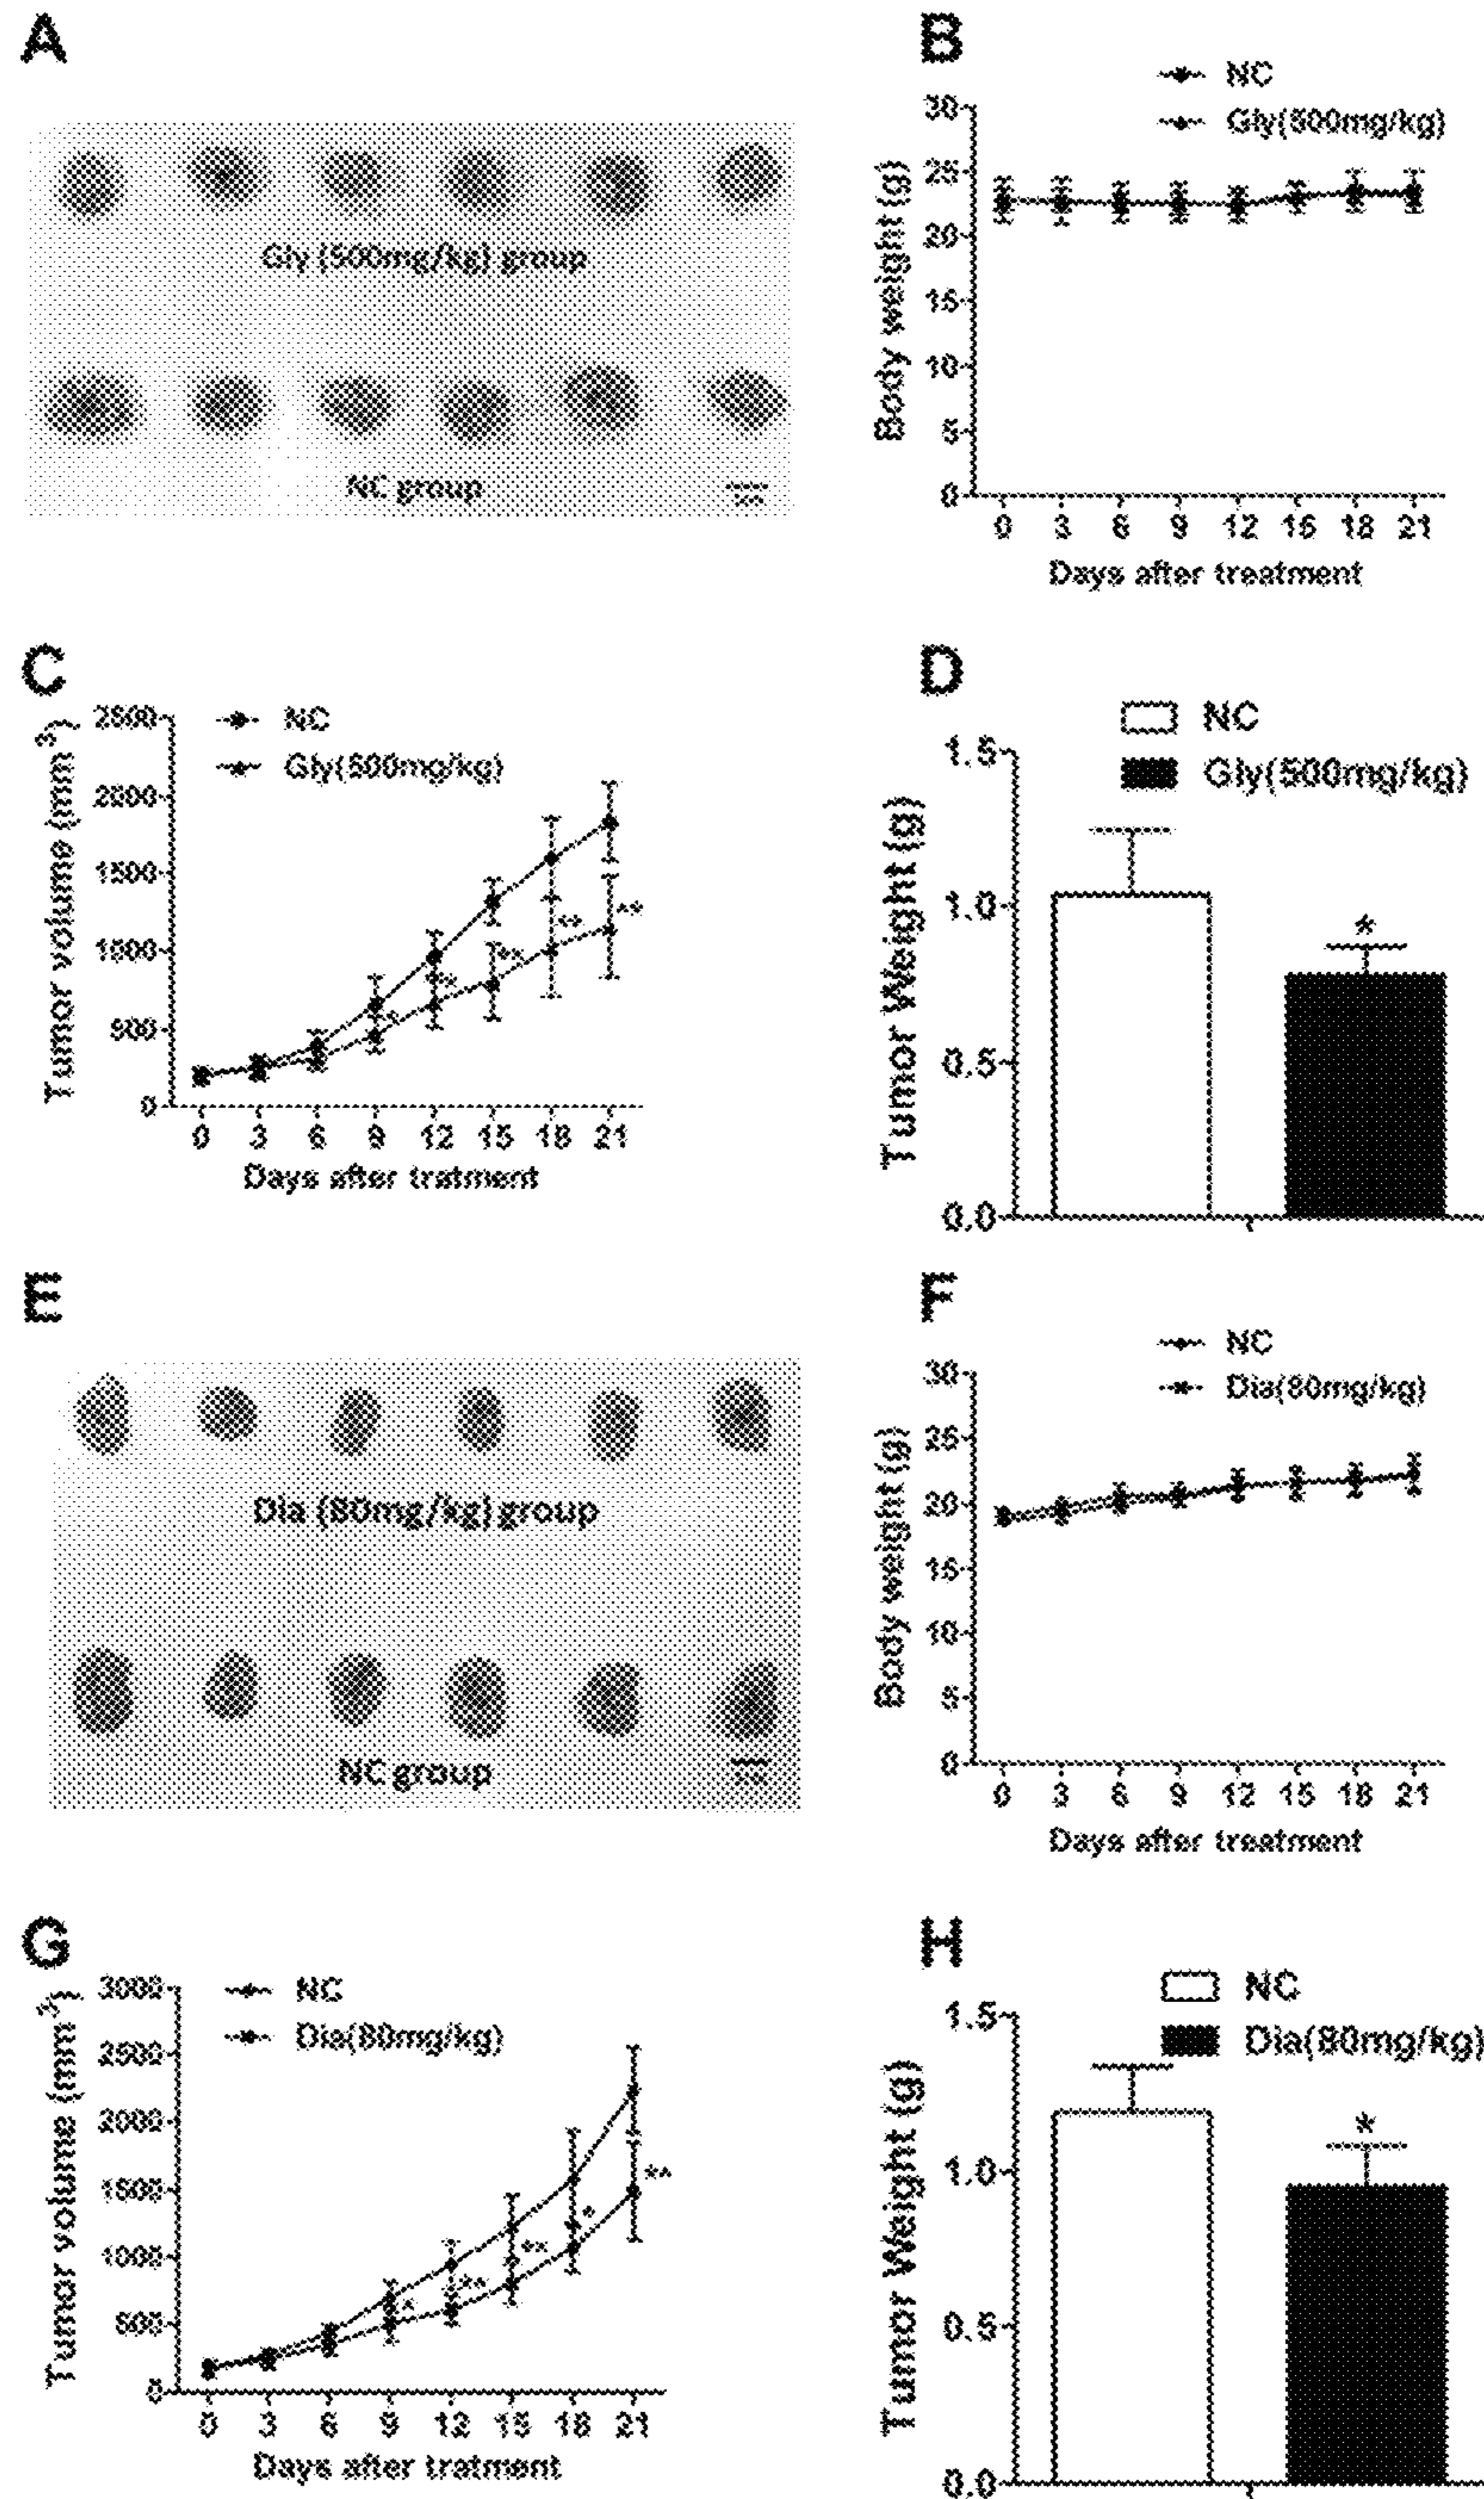 A
Gly (500mg/kg) group
NC group
B
NC
Gly(500mg/kg)
Body weight (g)
30
25
20
15
10
5
0
0 3 6 9 12 15 18 21
Days after treatment
C
NC
Gly(500mg/kg)
Tumor volume (mm3)
2500
2000
1500
1000
500
0
0 3 6 9 12 15 18 21
Days after tratment
D
NC
Gly(500mg/kg)
Tumor Weight (g)
1.5
1.0
0.5
0.0
*
E
Dia (80mg/kg) group
NC group
F
NC
Dia(80mg/kg)
Body weight (g)
30
25
20
15
10
5
0
0 3 6 9 12 15 18 21
Days after treatment
G
NC
Dia(80mg/kg)
Tumor volume (mm3)
3000
2500
2000
1500
1000
500
0
** ** * **
0 3 6 9 12 15 18 21
Days after tratment
H
NC
Dia(80mg/kg)
Tumor Weight (g)
1.5
1.0
0.5
0.0
*